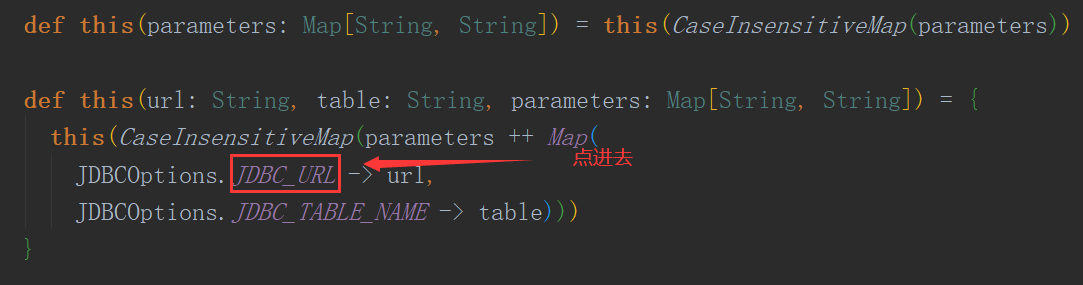 def this(parameters: Map[String, String]) = this(CaseInsensitiveMap(parameters))
def this(url: String, table: String, parameters: Map[String, String]) = {
this(CaseInsensitiveMap(parameters ++ Map(
点进去
JDBCOptions.JDBC_URL -> url,
JDBCOptions.JDBC_TABLE_NAME -> table)))
}